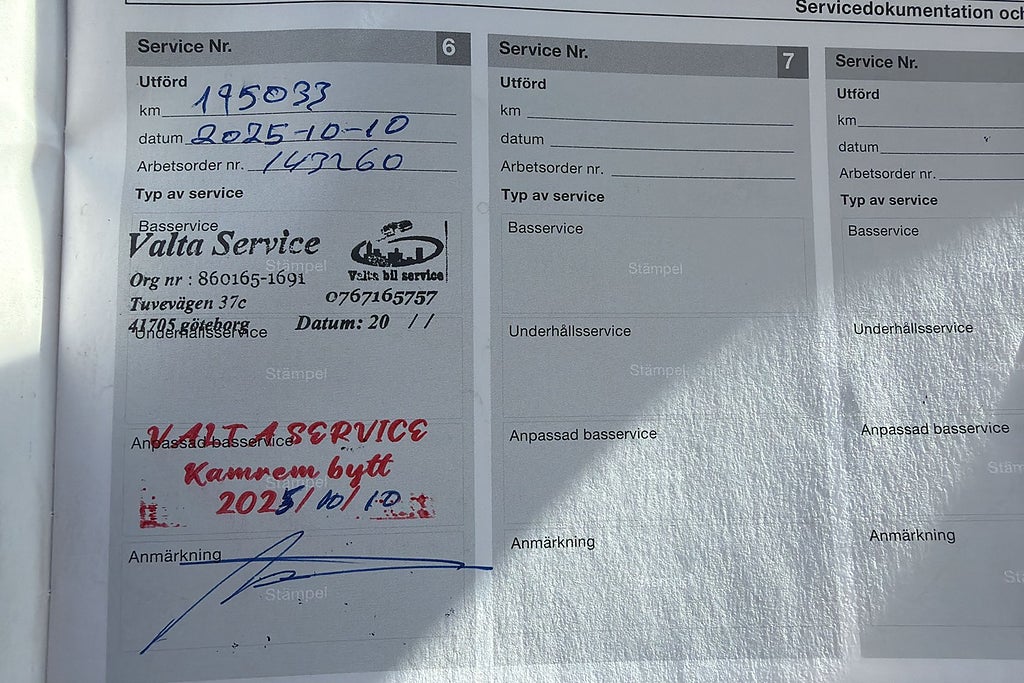 Servicedokumentation och
Service Nr. 6
Utförd
km 195033
datum 2025-10-10
Arbetsorder nr. 143260
Typ av service
Basservice
Valta Service
Valta bil service
Stämpel
Org nr : 860165-1691
Tuvevägen 37c
0767165757
41705 göteborg
Datum: 20 / /
Underhållsservice
Stämpel
Anpassad basservice
VALTA SERVICE
Kamrem bytt
Stämpel
2025/10/10
Anmärkning
Stämpel
Service Nr. 7
Utförd
km
datum
Arbetsorder nr.
Typ av service
Basservice
Stämpel
Underhållsservice
Stämpel
Anpassad basservice
Anmärkning
Service Nr.
Utförd
km
datum
Arbetsorder nr.
Typ av service
Basservice
Underhållsservice
Anpassad basservice
Stäm
Anmärkning
Stä